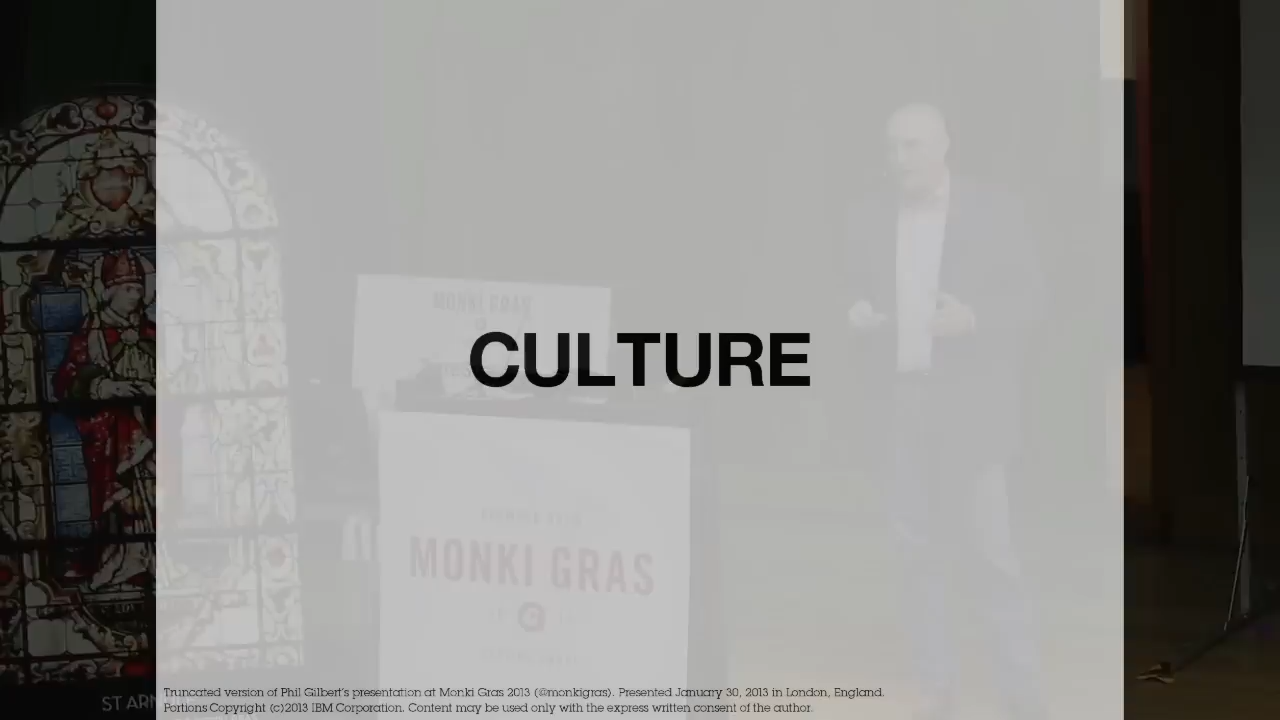 MONKI GRAS
CULTURE
MONKI GRAS
ST ARM
Truncated version of Phil Gilbert's presentation at Monki Gras 2013 (@monkigras). Presented January 30, 2013 in London, England.
Portions Copyright (c)2013 IBM Corporation. Content may be used only with the express written consent of the author.